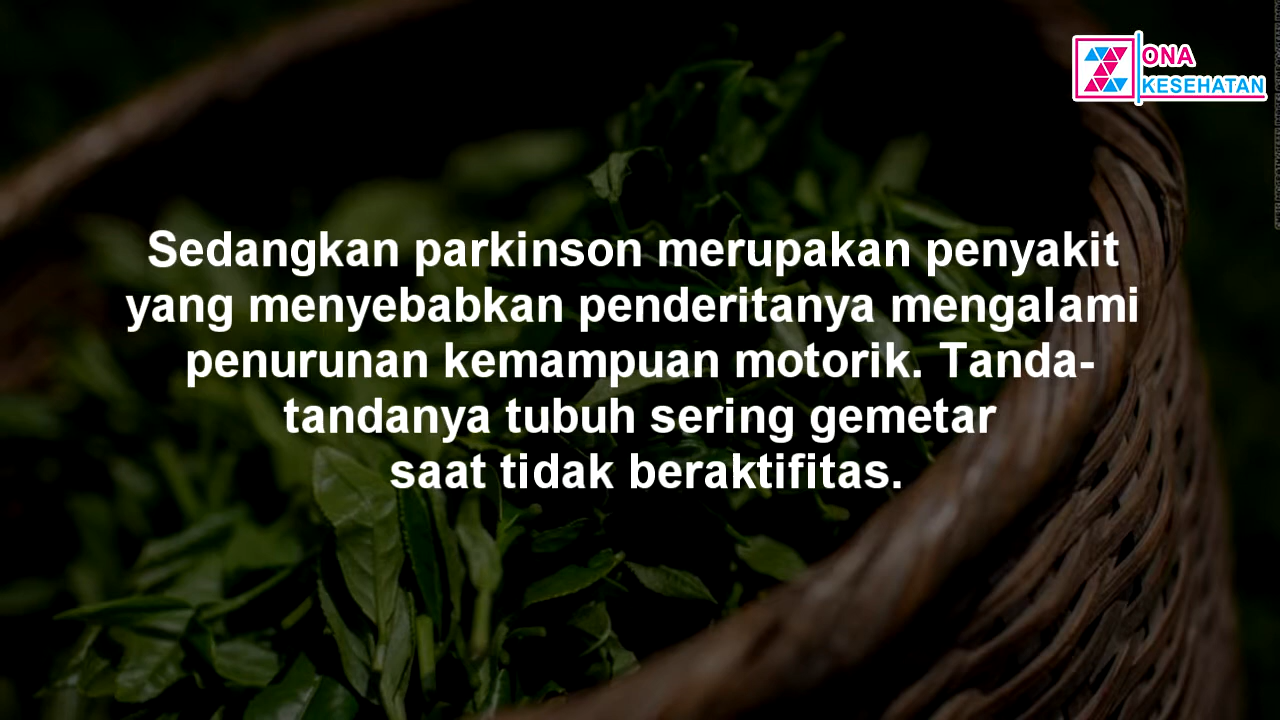 ONA
KESEHATAN
Sedangkan parkinson merupakan penyakit
yang menyebabkan penderitanya mengalami
penurunan kemampuan motorik. Tanda-
tandanya tubuh sering gemetar
saat tidak beraktifitas.